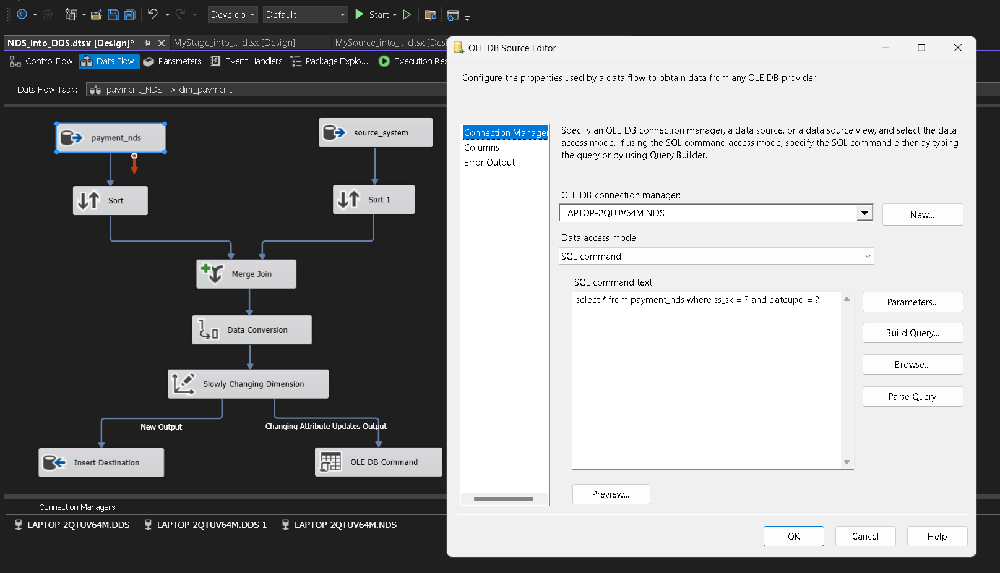 Develop
Default
Start
NDS_into_DDS.dtsx [Design]*
MyStage_into_....dtsx [Design]
MySource_into_....dtsx [Des
Control Flow
Data Flow
Parameters
Event Handlers
Package Explo...
Execution Res
Data Flow Task:
payment_NDS - > dim_payment
payment_nds
source_system
Sort
Sort 1
Merge Join
Data Conversion
Slowly Changing Dimension
New Output
Changing Attribute Updates Output
Insert Destination
OLE DB Command
Connection Managers
LAPTOP-2QTUV64M.DDS
LAPTOP-2QTUV64M.DDS 1
LAPTOP-2QTUV64M.NDS
OLE DB Source Editor
Configure the properties used by a data flow to obtain data from any OLE DB provider.
Connection Manager
Columns
Error Output
Specify an OLE DB connection manager, a data source, or a data source view, and select the data
access mode. If using the SQL command access mode, specify the SQL command either by typing
the query or by using Query Builder.
OLE DB connection manager:
LAPTOP-2QTUV64M.NDS
New...
Data access mode:
SQL command
SQL command text:
select * from payment_nds where ss_sk = ? and dateupd = ?
Parameters...
Build Query...
Browse...
Parse Query
Preview...
OK
Cancel
Help